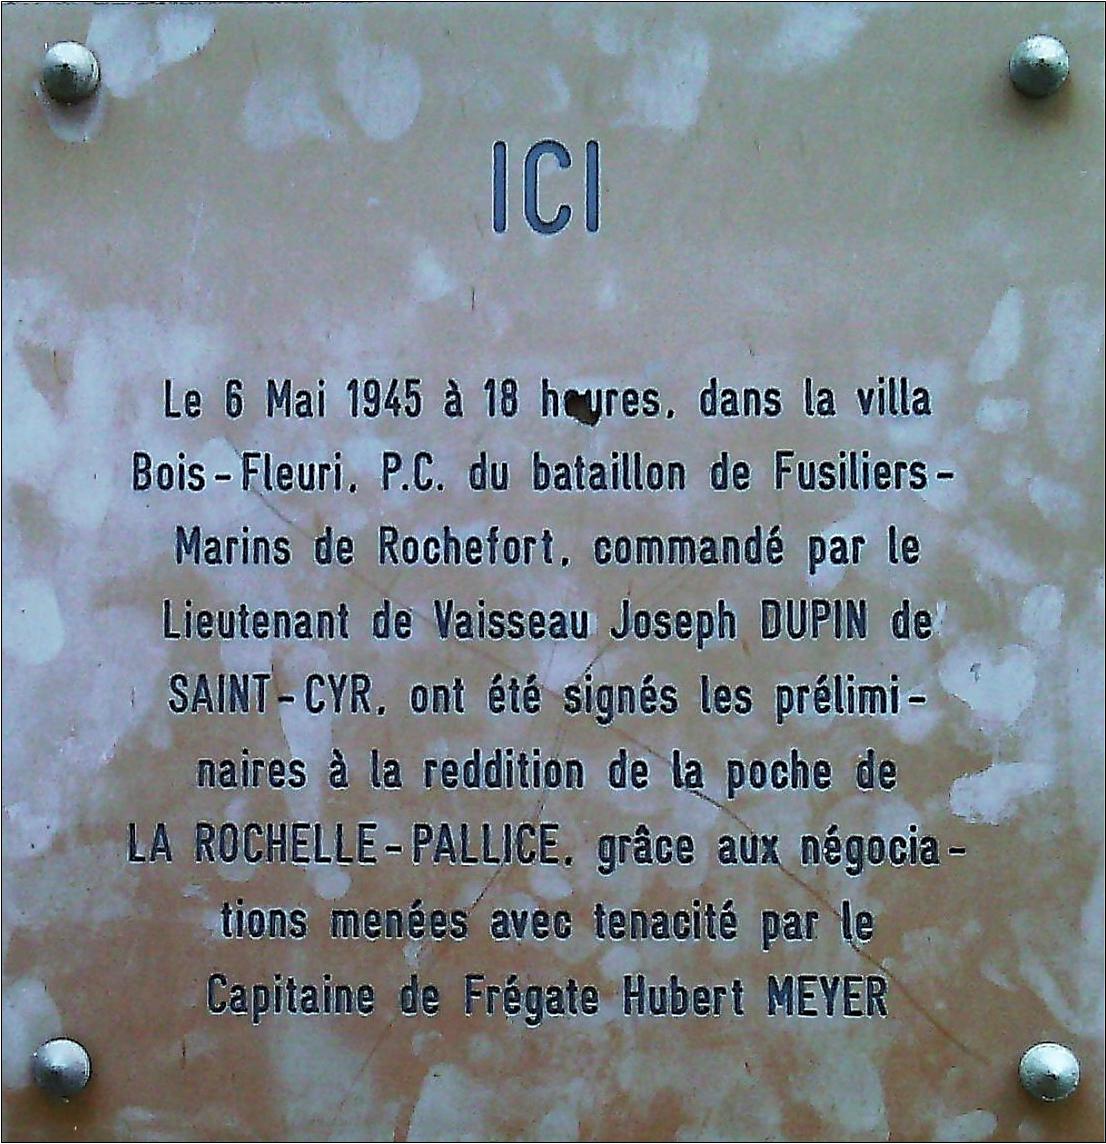 ICI
Le 6 Mai 1945 à 18 heures, dans la villa
Bois-Fleuri, P.C. du bataillon de Fusiliers-
Marins de Rochefort, commandé par le
Lieutenant de Vaisseau Joseph DUPIN de
SAINT-CYR, ont été signés les prélimi-
naires à la reddition de la poche de
LA ROCHELLE-PALLICE, grâce aux négocia-
tions menées avec tenacité par le
Capitaine de Frégate Hubert MEYER